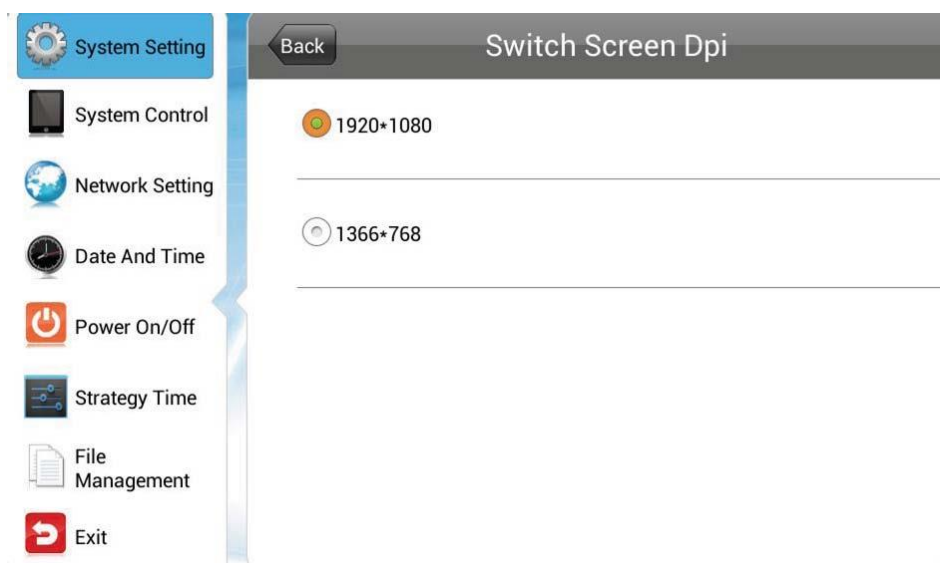 System Setting
System Control
Network Setting
Date And Time
Power On/Off
Strategy Time
File
Management
Exit
Back
Switch Screen Dpi
1920*1080
1366*768